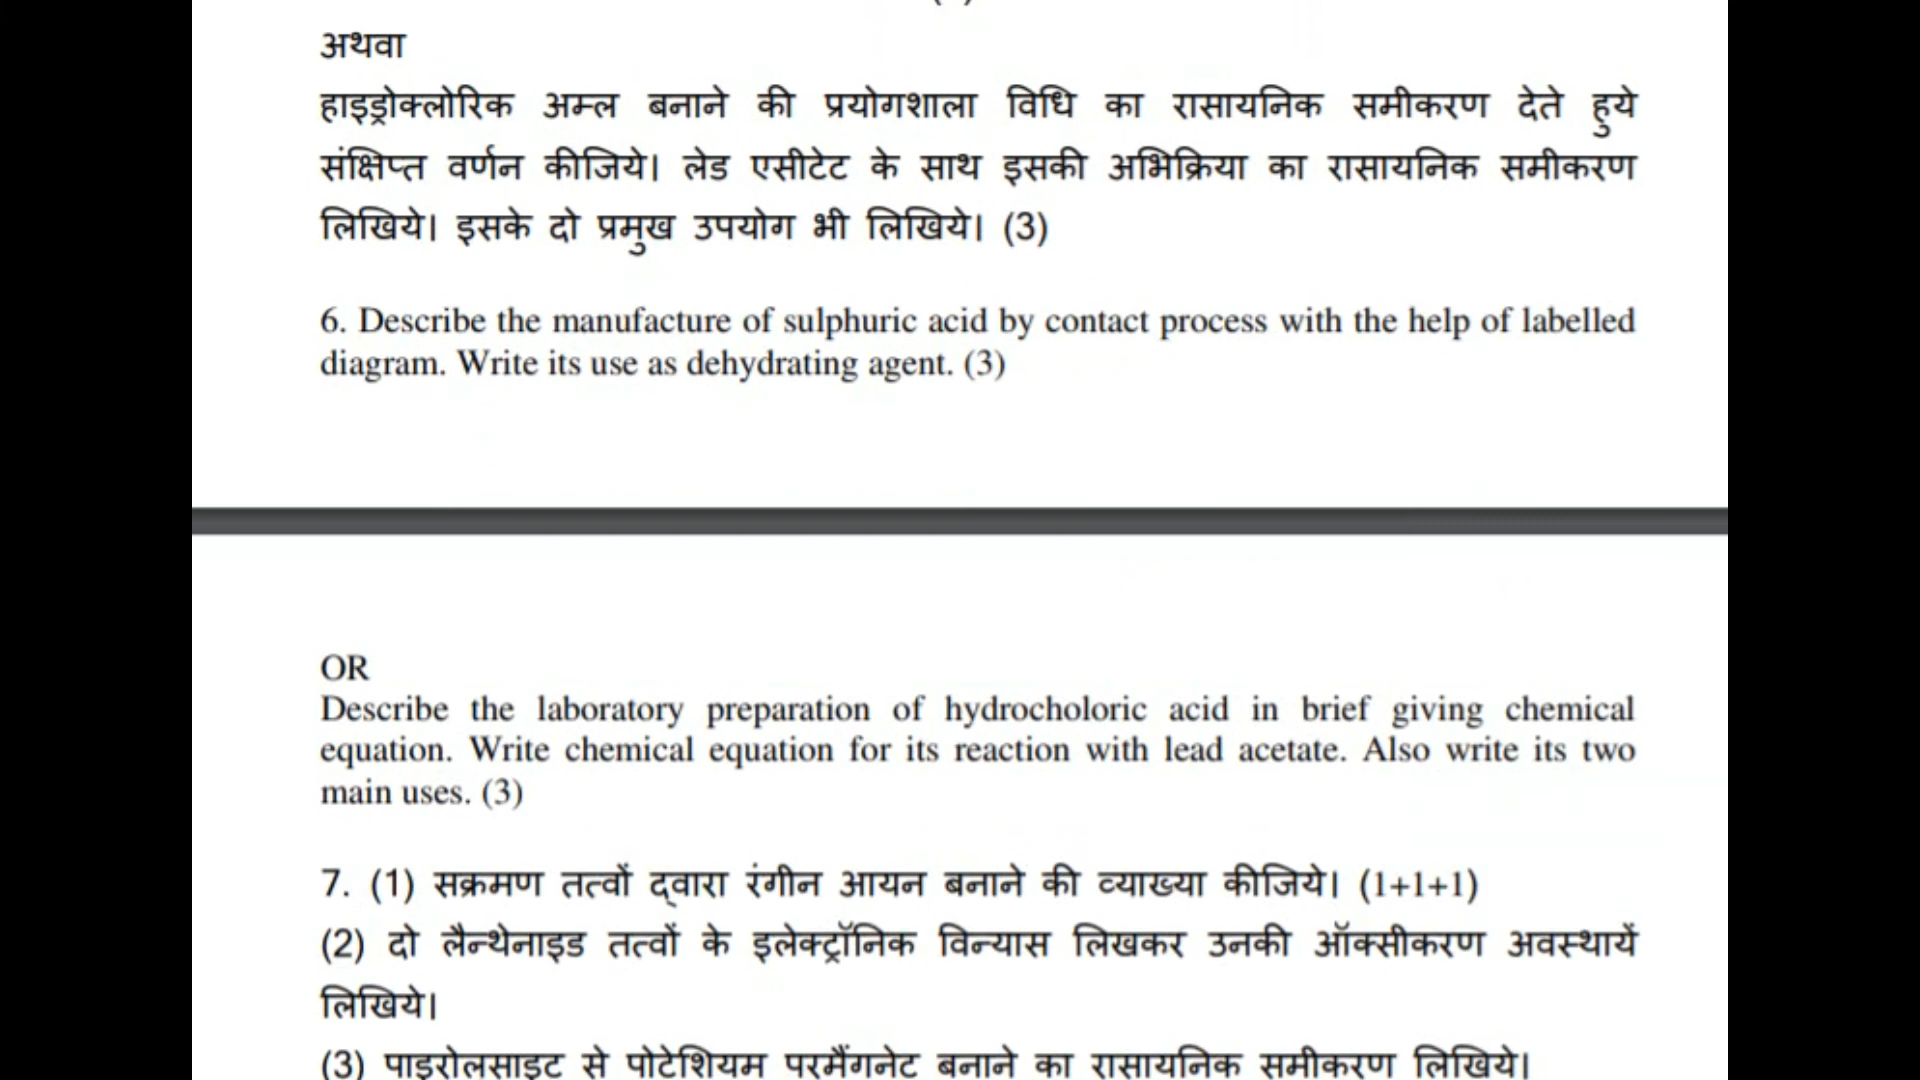 अथवा
हाइड्रोक्लोरिक अम्ल बनाने की प्रयोगशाला विधि का रासायनिक समीकरण देते हुये
संक्षिप्त वर्णन कीजिये। लेड एसीटेट के साथ इसकी अभिक्रिया का रासायनिक समीकरण
लिखिये। इसके दो प्रमुख उपयोग भी लिखिये। (3)
6. Describe the manufacture of sulphuric acid by contact process with the help of labelled
diagram. Write its use as dehydrating agent. (3)
OR
Describe the laboratory preparation of hydrocholoric acid in brief giving chemical
equation. Write chemical equation for its reaction with lead acetate. Also write its two
main uses. (3)
7. (1) सक्रमण तत्वों द्वारा रंगीन आयन बनाने की व्याख्या कीजिये। (1+1+1)
(2) दो लैन्थेनाइड तत्वों के इलेक्ट्रॉनिक विन्यास लिखकर उनकी ऑक्सीकरण अवस्थायें
लिखिये।
(3) पाइरोलुसाइट से पोटेशियम परमैंगनेट बनाने का रासायनिक समीकरण लिखिये।